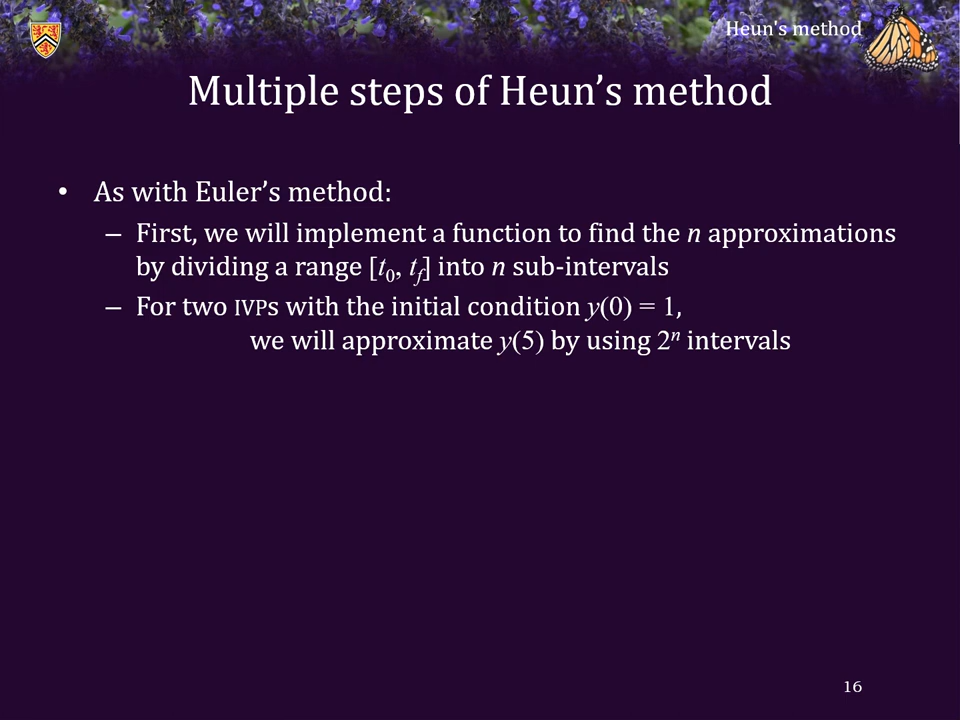 Heun's method
Multiple steps of Heun’s method
• As with Euler’s method:
– First, we will implement a function to find the n approximations
by dividing a range [t₀, t_f] into n sub-intervals
– For two IVPs with the initial condition y(0) = 1,
we will approximate y(5) by using 2ⁿ intervals
16